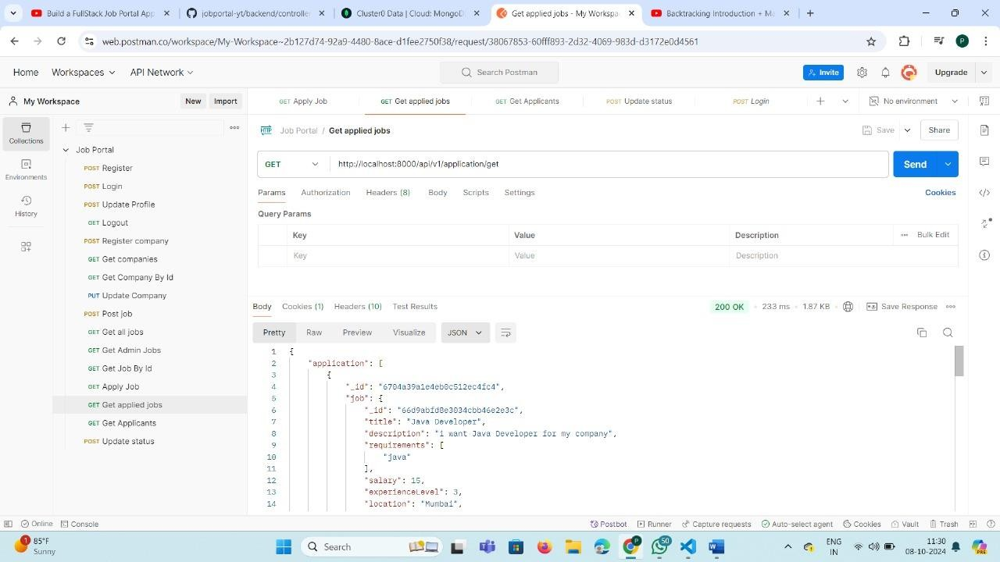 Build a FullStack Job Portal App
jobportal-yt/backend/controller
Cluster0 Data | Cloud: MongoD
Get applied jobs - My Workspa
Backtracking Introduction + Ma
web.postman.co/workspace/My-Workspace~2b127d74-92a9-4480-8ace-d1fee2750f38/request/38067853-60fff893-2d32-4069-983d-d3172e0d4561
P
Home Workspaces API Network Search Postman Invite Upgrade
My Workspace New Import
GET Apply Job GET Get applied jobs GET Get Applicants POST Update status POST Login No environment
Collections
Environments
History
Job Portal
POST Register
POST Login
POST Update Profile
GET Logout
POST Register company
GET Get companies
GET Get Company By Id
PUT Update Company
POST Post job
GET Get all jobs
GET Get Admin Jobs
GET Get Job By Id
GET Apply Job
GET Get applied jobs
GET Get Applicants
POST Update status
HTTP Job Portal / Get applied jobs Save Share
GET http://localhost:8000/api/v1/application/get Send
Params Authorization Headers (8) Body Scripts Settings Cookies
Query Params
Key Value Description Bulk Edit
Key Value Description
Body Cookies (1) Headers (10) Test Results 200 OK 233 ms 1.87 KB Save Response
Pretty Raw Preview Visualize JSON
1 {
2 "application": [
3 {
4 "_id": "6704a39a1e4eb0c512ec4fc4",
5 "job": {
6 "_id": "66d9abfd8e3034cbb46e2e3c",
7 "title": "Java Developer",
8 "description": "i want Java Developer for my company",
9 "requirements": [
10 "java"
11 ],
12 "salary": 15,
13 "experienceLevel": 3,
14 "location": "Mumbai",
Online Console Postbot Runner Capture requests Auto-select agent Cookies Vault Trash
1 85°F
Sunny
Search
P
50
ENG
IN
11:30
08-10-2024
PRE